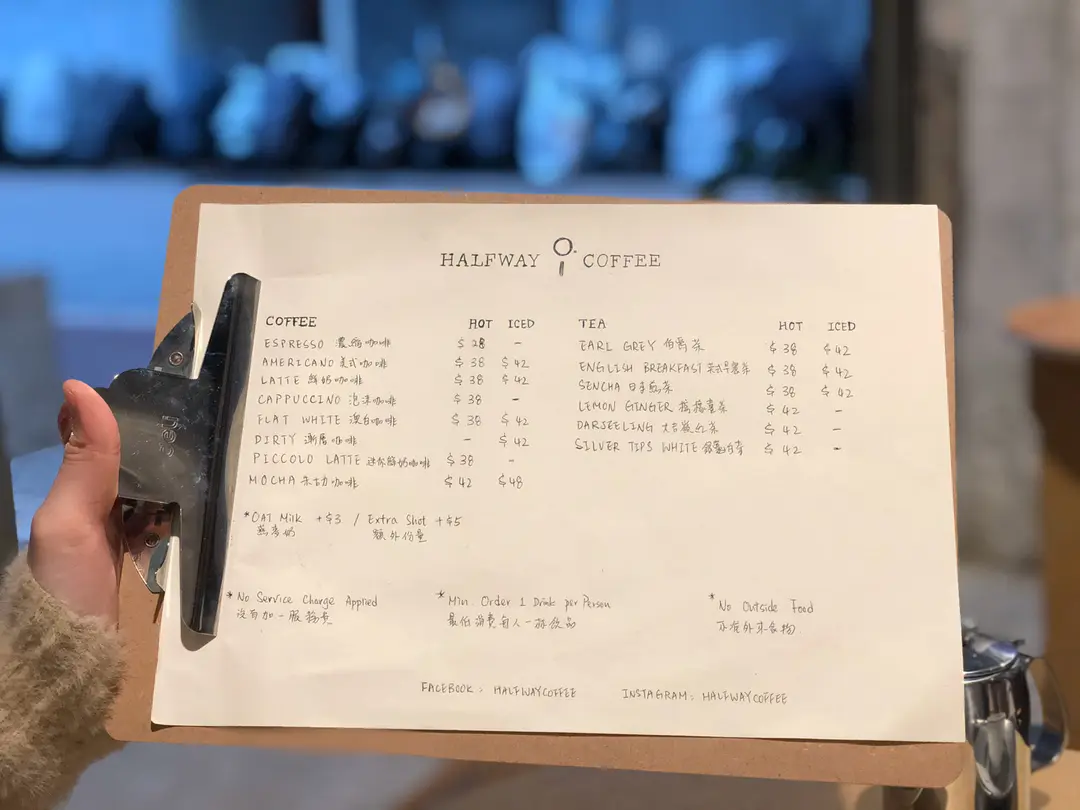 HALFWAY COFFEE
COFFEE HOT ICED
ESPRESSO 濃縮咖啡 $28 -
AMERICANO 美式咖啡 $38 $42
LATTE 鮮奶咖啡 $38 $42
CAPPUCCINO 泡沫咖啡 $38 -
FLAT WHITE 澳白咖啡 $38 $42
DIRTY 漸層咖啡 - $42
PICCOLO LATTE 迷你鮮奶咖啡 $38 -
MOCHA 朱古力咖啡 $42 $48
*OAT Milk +$3 / Extra Shot +$5
燕麥奶 額外份量
TEA HOT ICED
EARL GREY 伯爵茶 $38 $42
ENGLISH BREAKFAST 英式早餐茶 $38 $42
SENCHA 日本煎茶 $38 $42
LEMON GINGER 檸檬薑茶 $42 -
DARJEELING 大吉嶺紅茶 $42 -
SILVER TIPS WHITE 銀毫白茶 $42 -
*No Service Charge Applied
沒有加一服務費
*Min. Order 1 Drink per Person
最低消費每人一杯飲品
*No Outside Food
不准外來食物
FACEBOOK: HALFWAYCOFFEE INSTAGRAM: HALFWAYCOFFEE